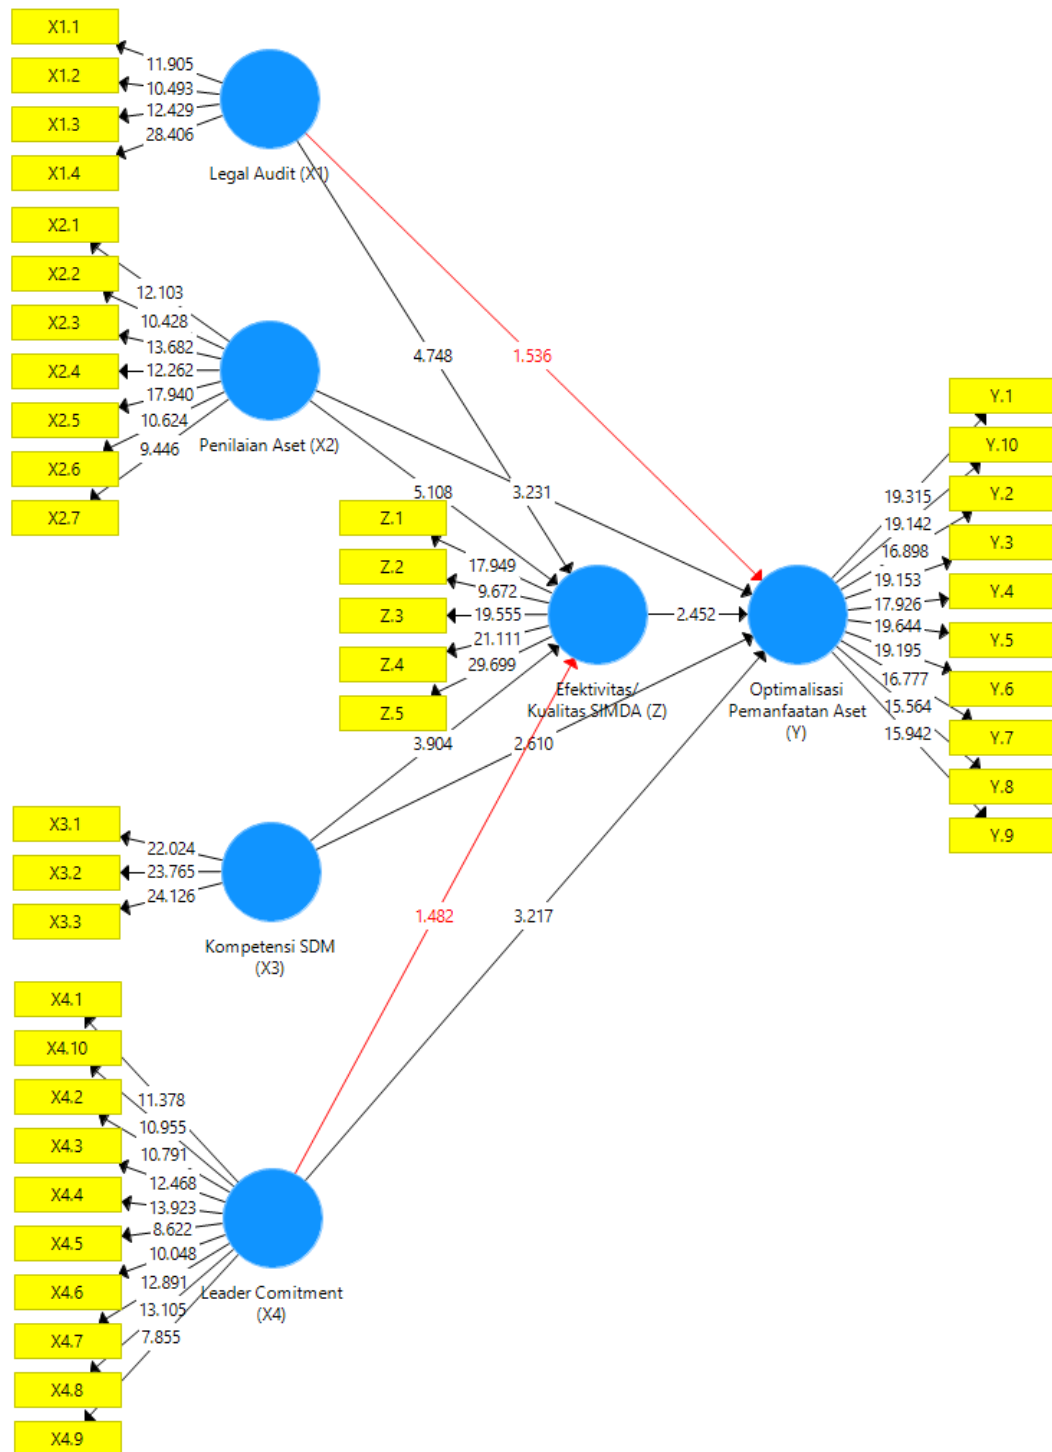 X1.1
X1.2
X1.3
X1.4
11.905
10.493
12.429
28.406
Legal Audit (X1)
X2.1
X2.2
X2.3
X2.4
X2.5
X2.6
X2.7
12.103
10.428
13.682
12.262
17.940
10.624
9.446
Penilaian Aset (X2)
4.748
1.536
5.108
3.231
Z.1
Z.2
Z.3
Z.4
Z.5
17.949
9.672
19.555
21.111
29.699
Efektivitas/
Kualitas SIMDA (Z)
2.452
Optimalisasi
Pemanfaatan Aset
(Y)
Y.1
Y.10
Y.2
Y.3
Y.4
Y.5
Y.6
Y.7
Y.8
Y.9
19.315
19.142
16.898
19.153
17.926
19.644
19.195
16.777
15.564
15.942
3.904
2.610
X3.1
X3.2
X3.3
22.024
23.765
24.126
Kompetensi SDM
(X3)
1.482
3.217
X4.1
X4.10
X4.2
X4.3
X4.4
X4.5
X4.6
X4.7
X4.8
X4.9
11.378
10.955
10.791
12.468
13.923
8.622
10.048
12.891
13.105
7.855
Leader Comitment
(X4)